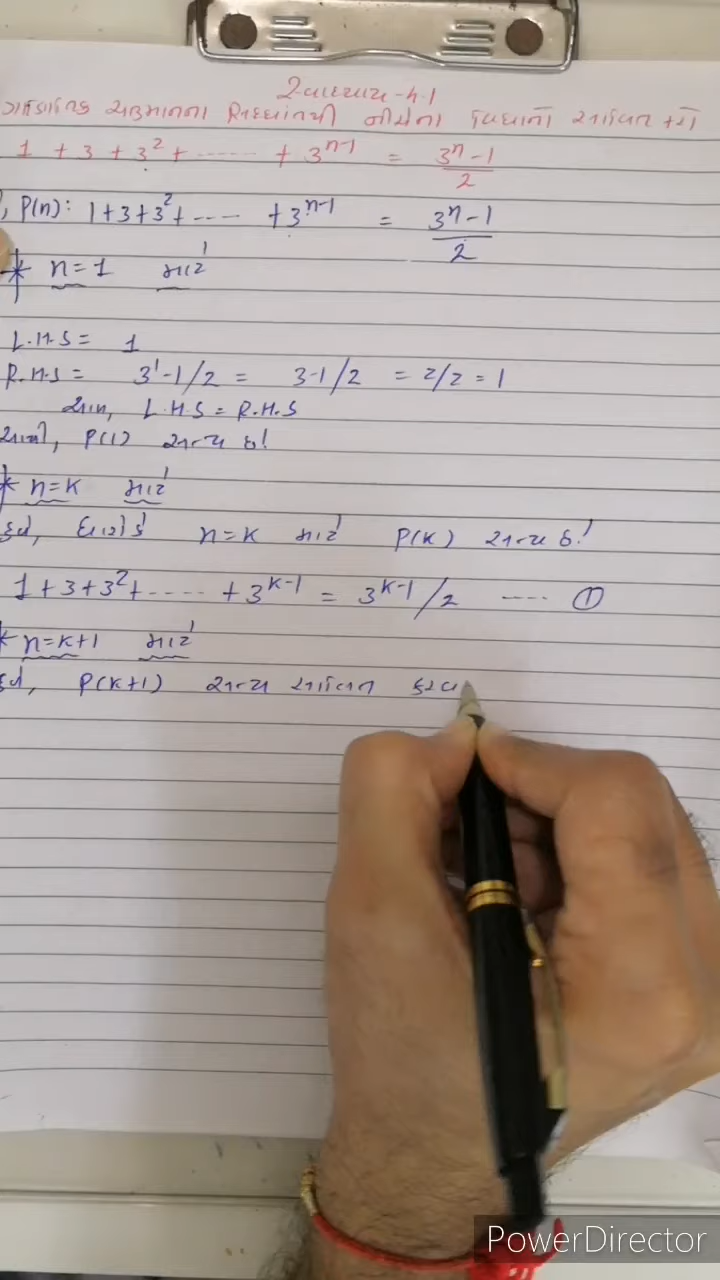 સ્વાધ્યાય-4.1
ગાણિતિક અનુમાનના સિદ્ધાંતથી નીચેના વિધાનો સાબિત કરો
1 + 3 + 3² + ...... + 3ⁿ⁻¹ = 3ⁿ - 1 / 2
, P(n): 1 + 3 + 3² + ..... + 3ⁿ⁻¹ = 3ⁿ - 1 / 2
* n = 1 માટે
L.H.S = 1
R.H.S = 3¹-1/2 = 3-1/2 = 2/2 = 1
આમ, L.H.S = R.H.S
આથી, P(1) સત્ય છે.
* n=k માટે
હવે, ધારો કે n=k માટે P(k) સત્ય છે.
1 + 3 + 3² + ..... + 3ᵏ⁻¹ = 3ᵏ⁻¹/2 ..... ①
* n=k+1 માટે
હવે, P(k+1) સત્ય સાબિત કરવા
PowerDirector